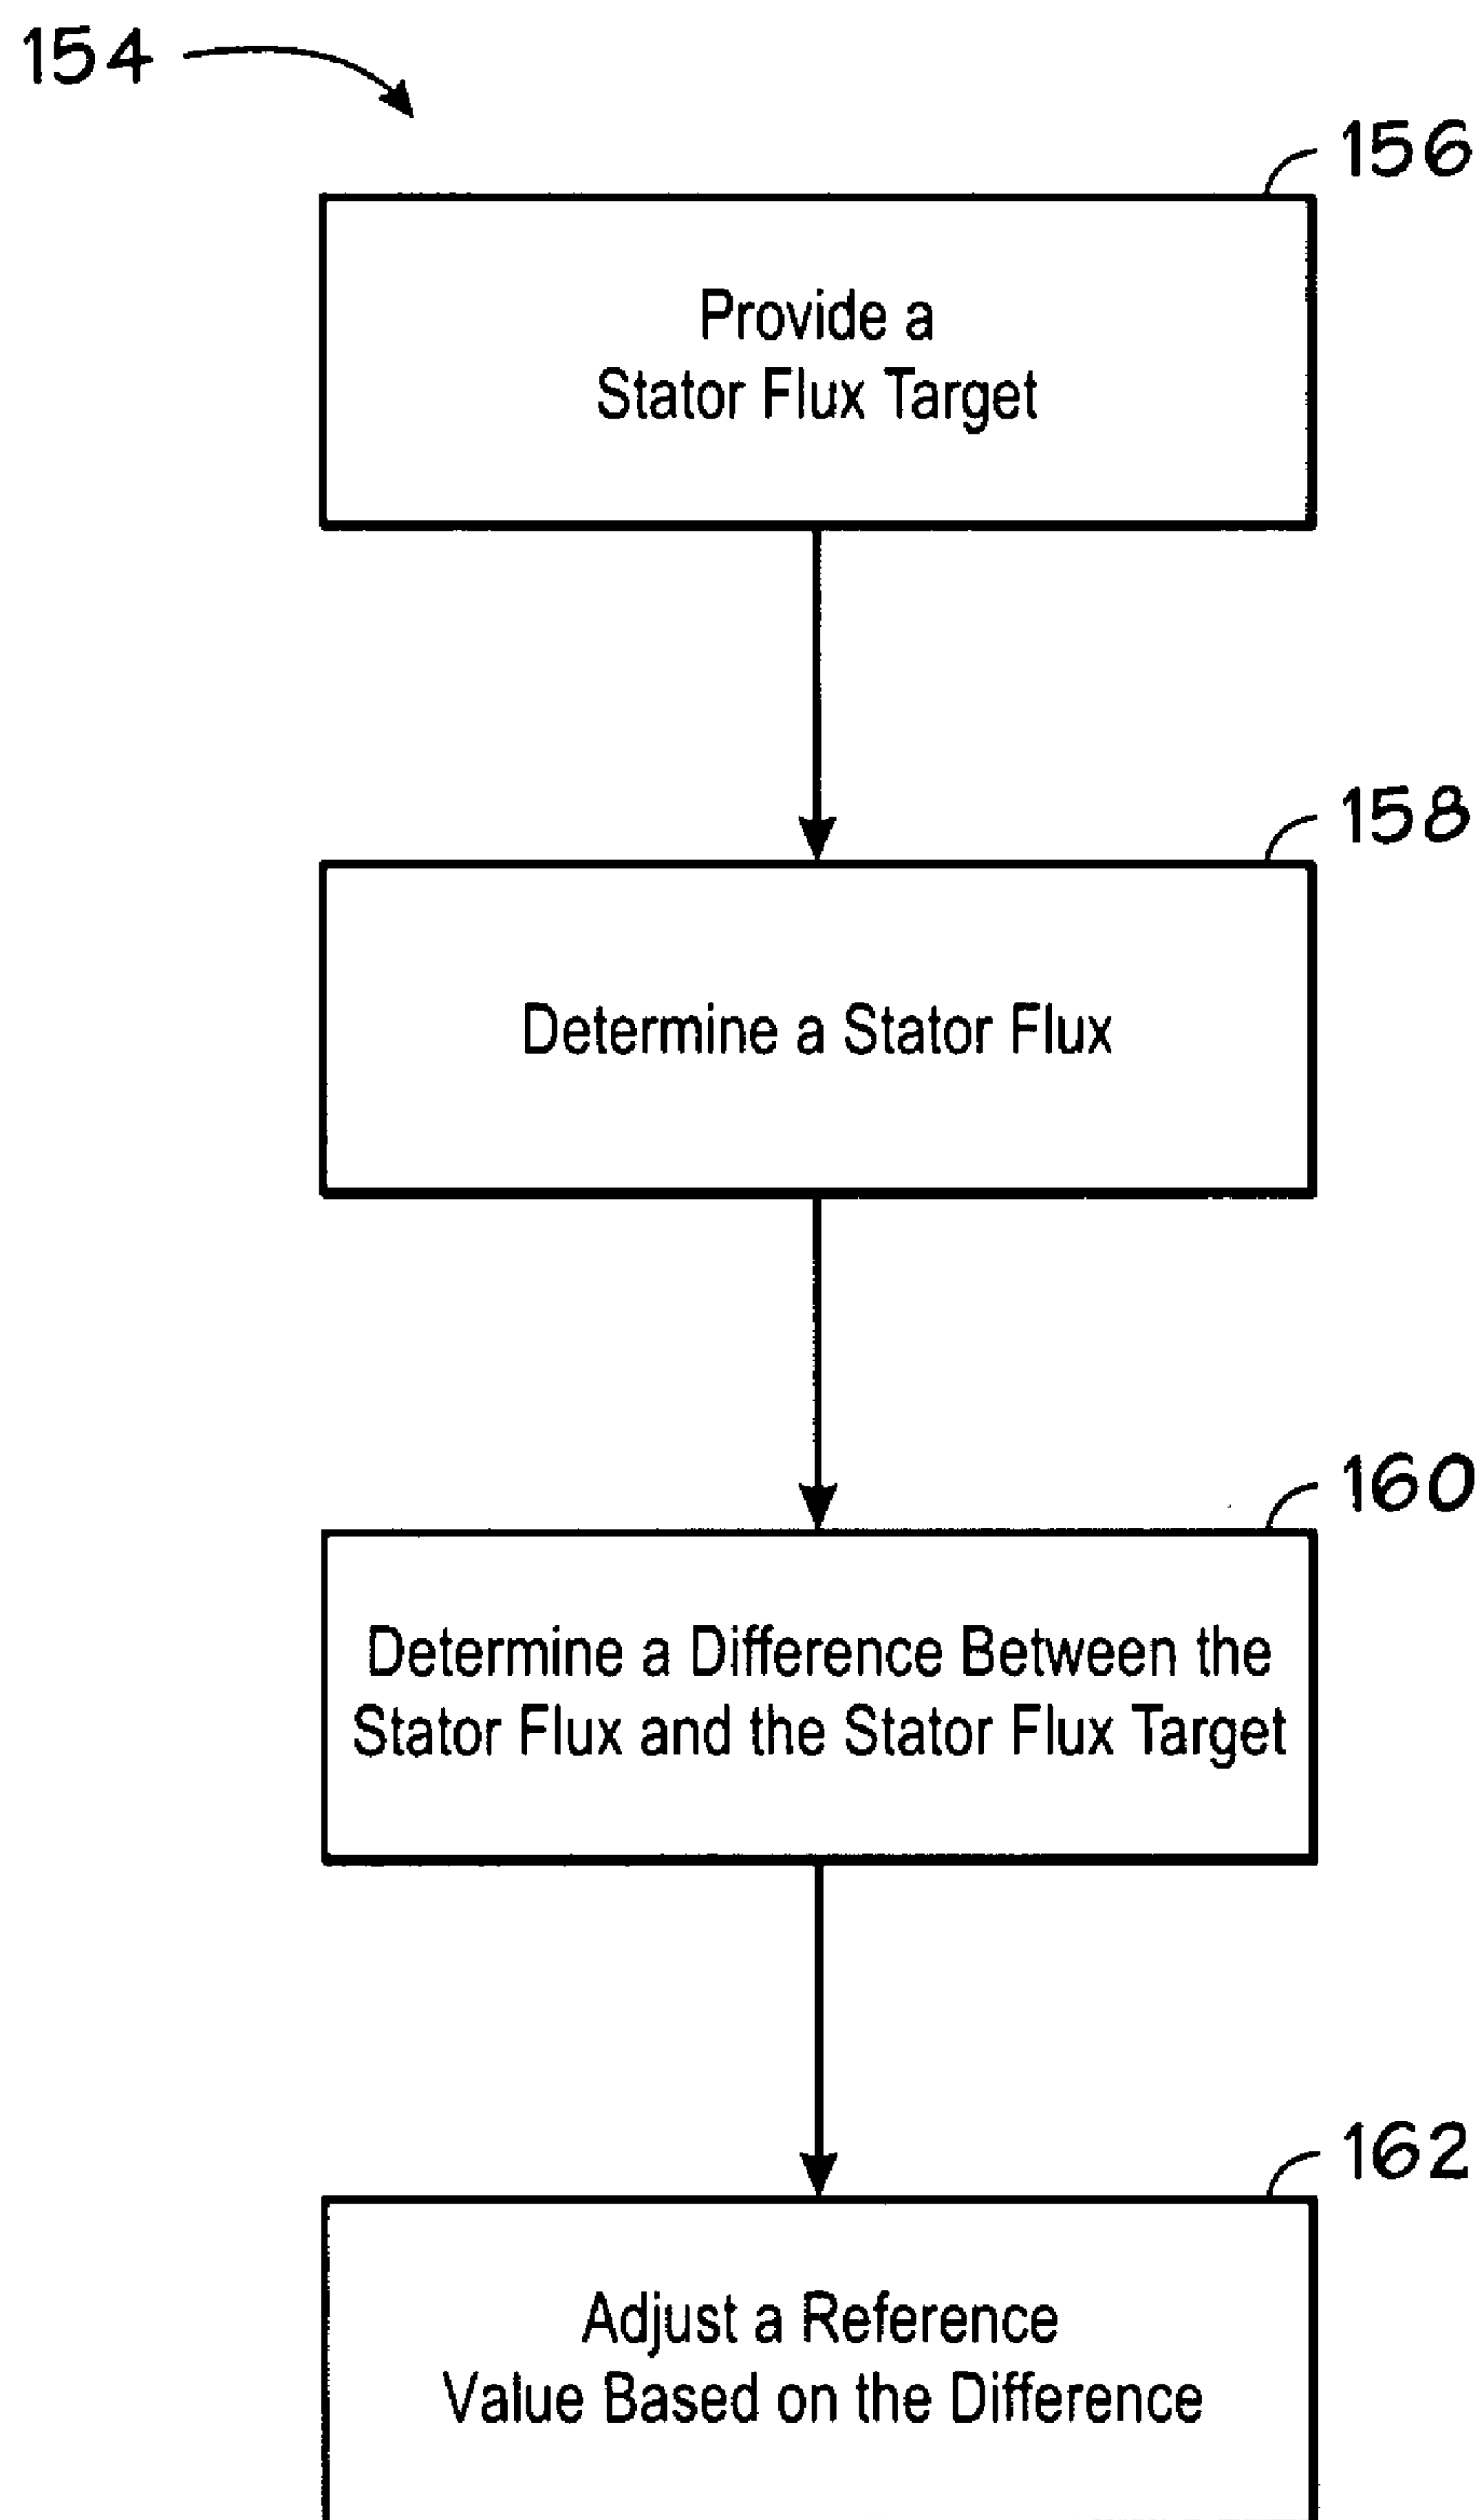 154
156
Provide a
Stator Flux Target
158
Determine a Stator Flux
160
Determine a Difference Between the
Stator Flux and the Stator Flux Target
162
Adjust a Reference
Value Based on the Difference